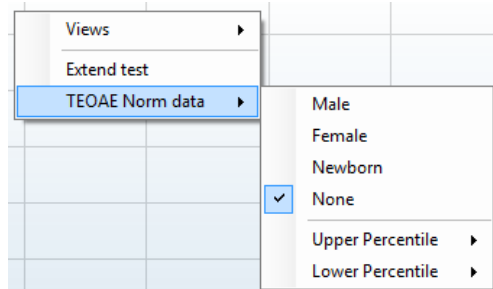 Views
Extend test
TEOAE Norm data
Male
Female
Newborn
None
Upper Percentile
Lower Percentile